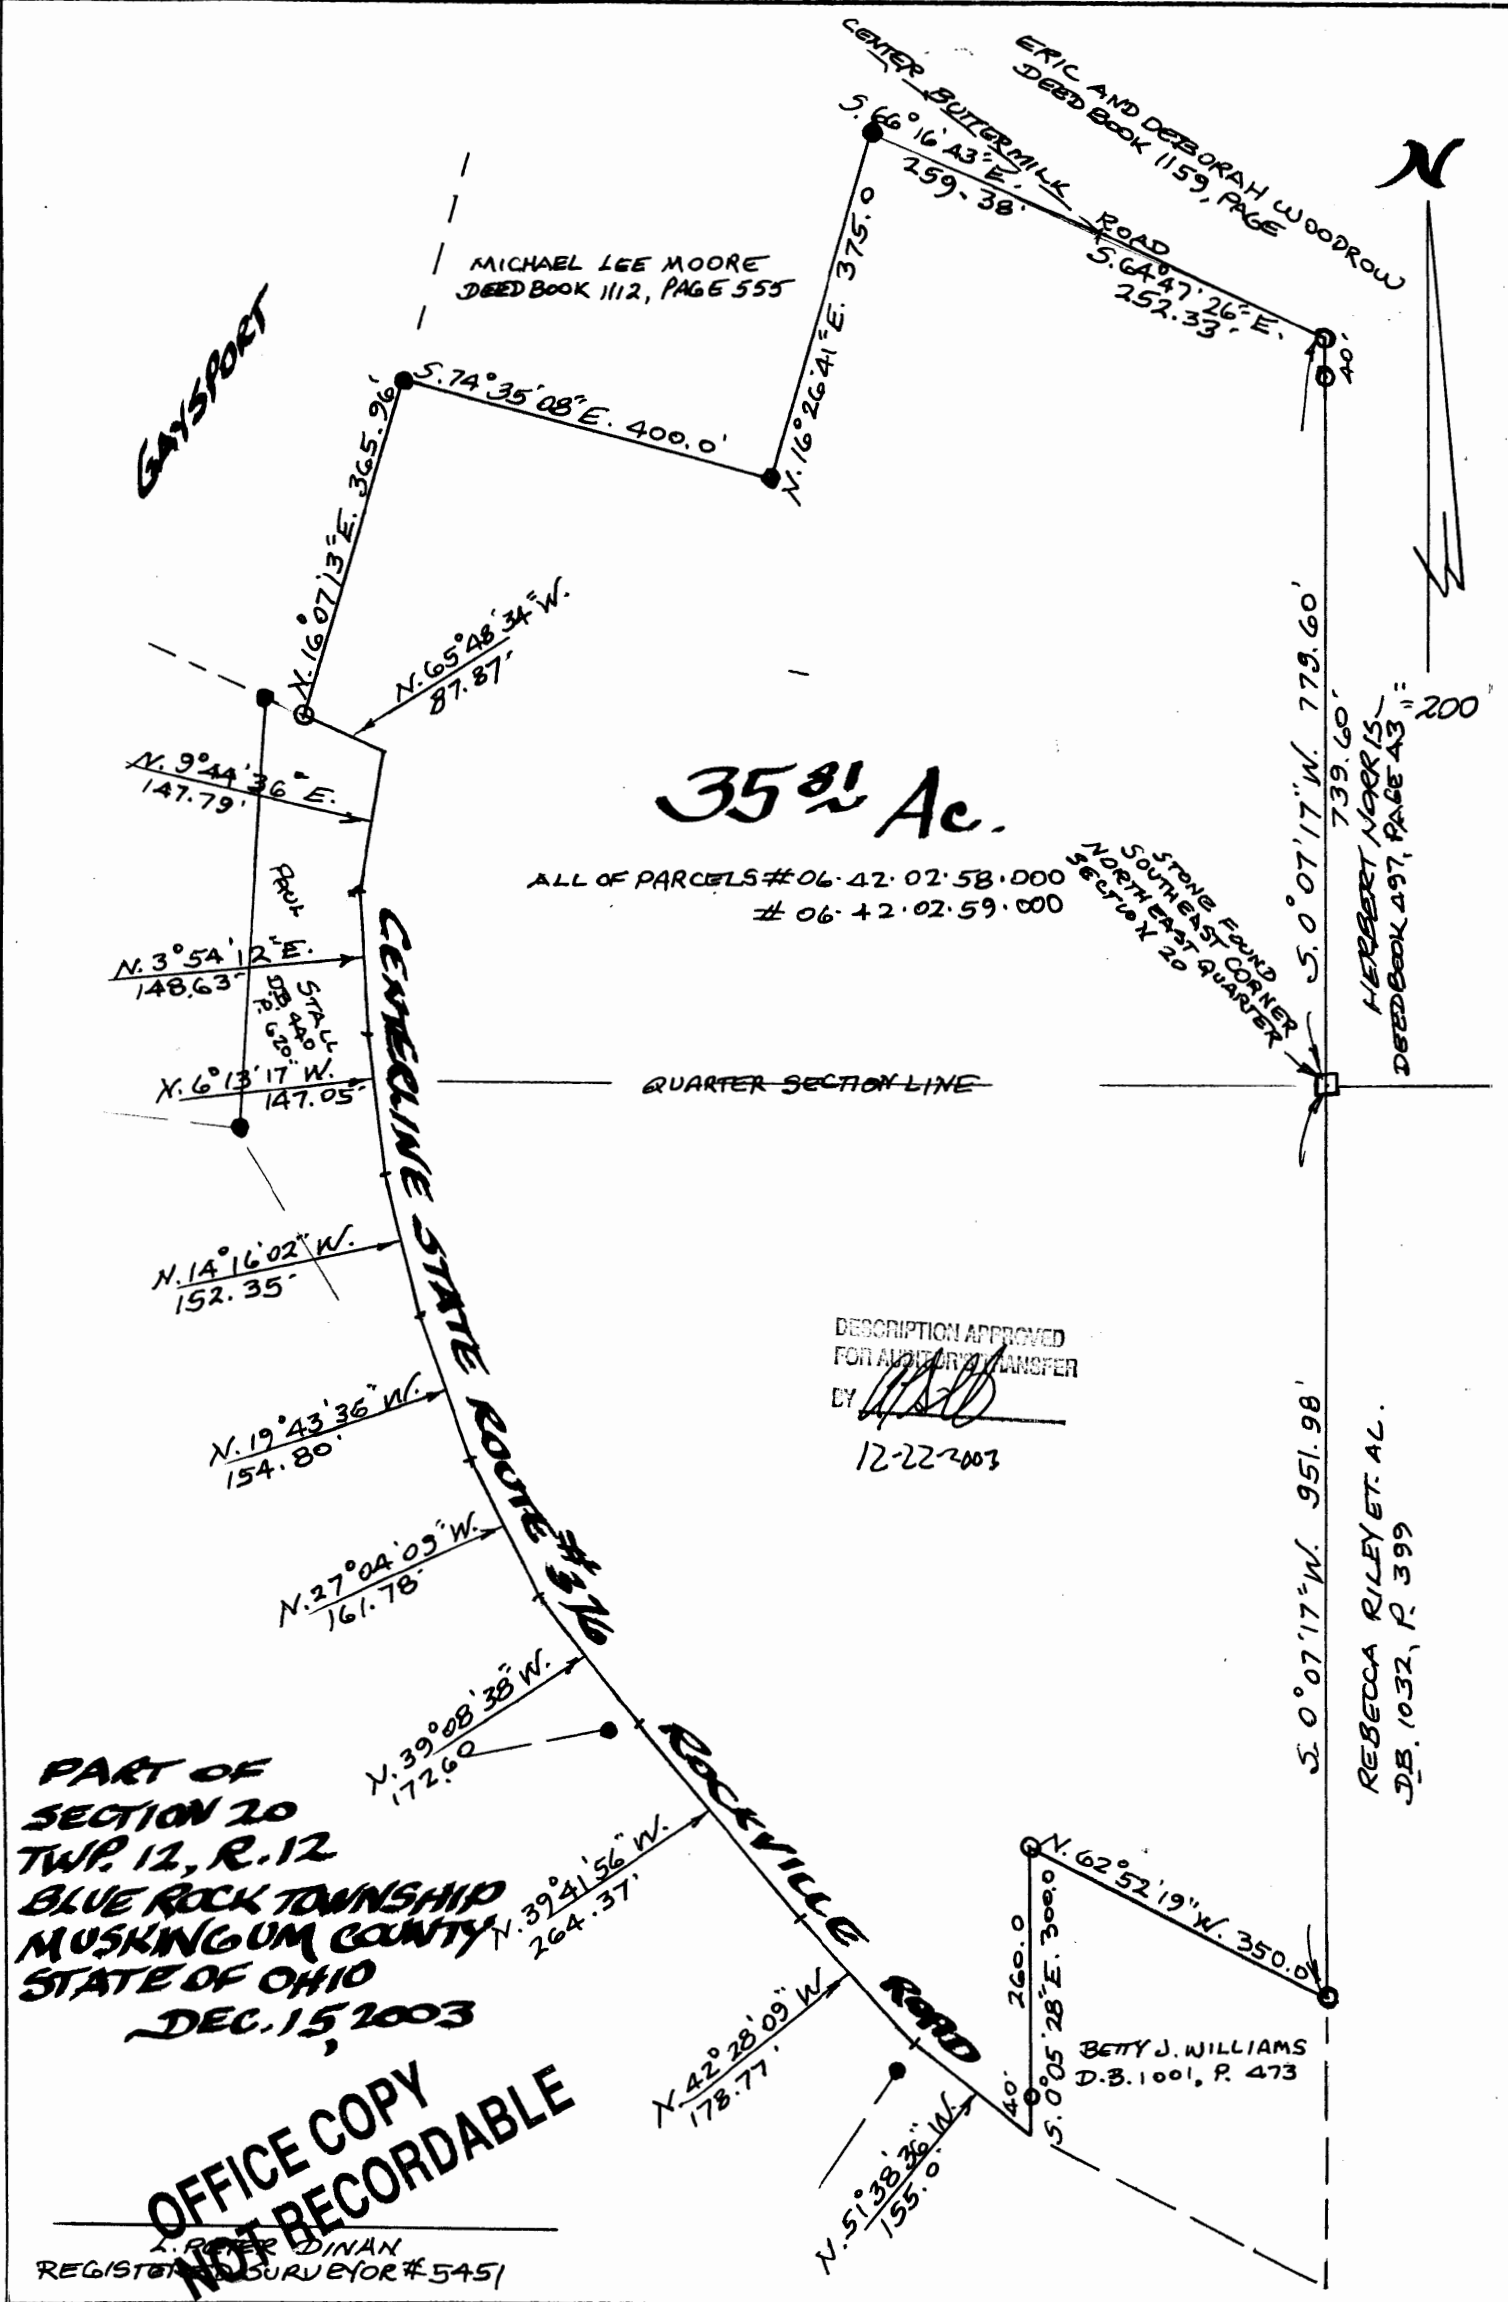 CENTER BUTTERMILK ROAD
ERIC AND DEBORAH WOODROW
DEED BOOK 1159, PAGE
S. 66° 16' 43" E.
259.38'
S. 64° 47' 26" E.
252.33'
N
MICHAEL LEE MOORE
DEED BOOK 1112, PAGE 555
GAYSPORT
N. 16° 26' 41" E. 375.0
40'
S. 74° 35' 08" E. 400.0'
N. 16° 07' 13" E. 365.96'
N. 65° 48' 34" W.
87.87'
1" = 200'
S. 0° 07' 17" W. 779.60'
739.60'
HERBERT NORRIS
DEED BOOK 497, PAGE 43
N. 9° 44' 36" E.
147.79'
35 81 Ac.
ALL OF PARCELS # 06-42-02-58-000
# 06-42-02-59-000
STONE FOUND
SOUTHEAST CORNER
NORTHEAST QUARTER
SECTION 20
PAUL STALL
D.B. 440
P. 620
N. 3° 54' 12" E.
148.63'
N. 6° 13' 17" W.
147.05'
QUARTER SECTION LINE
CENTERLINE STATE ROUTE # 376
N. 14° 16' 02" W.
152.35'
DESCRIPTION APPROVED
FOR AUDITOR'S TRANSFER
BY
12-22-2003
N. 19° 43' 36" W.
154.80'
N. 27° 04' 09" W.
161.78'
S. 0° 07' 17" W. 951.98'
REBECCA RILEY ET. AL.
D.B. 1032, P. 399
N. 39° 08' 38" W.
172.60
ROCKVILLE ROAD
N. 39° 41' 56" W.
264.37'
PART OF
SECTION 20
TWP. 12, R. 12
BLUE ROCK TOWNSHIP
MUSKINGUM COUNTY
STATE OF OHIO
DEC. 15, 2003
N. 62° 52' 19" W. 350.0
260.0
S. 0° 05' 28" E. 300.0
40'
BETTY J. WILLIAMS
D.B. 1001, P. 473
N. 42° 28' 09" W
178.77'
N. 51° 38' 36" W.
155.0'
OFFICE COPY
NOT RECORDABLE
L. PETER DINAN
REGISTERED SURVEYOR # 5451